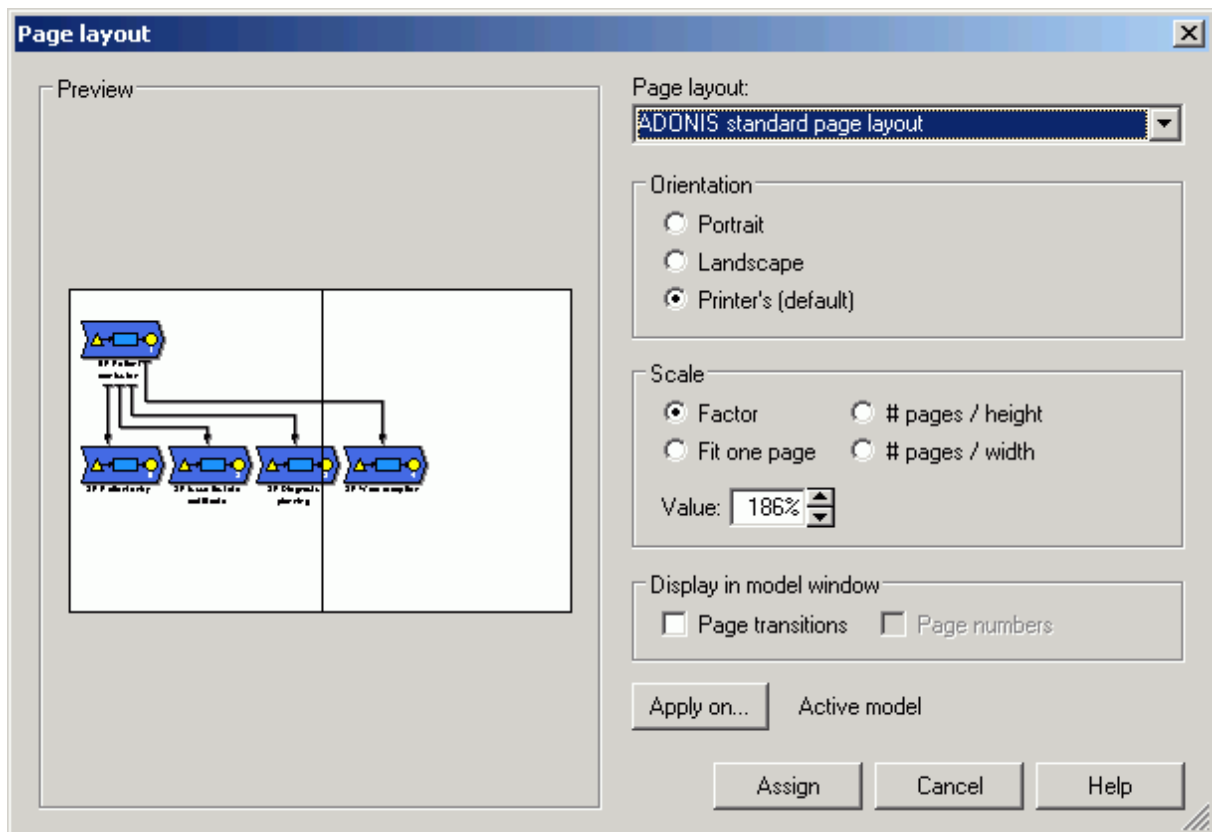 Page layout
Preview
Page layout:
ADONIS standard page layout
Orientation
Portrait
Landscape
Printer's (default)
Scale
Factor
# pages / height
Fit one page
# pages / width
Value: 186%
Display in model window
Page transitions
Page numbers
Apply on...
Active model
Assign
Cancel
Help